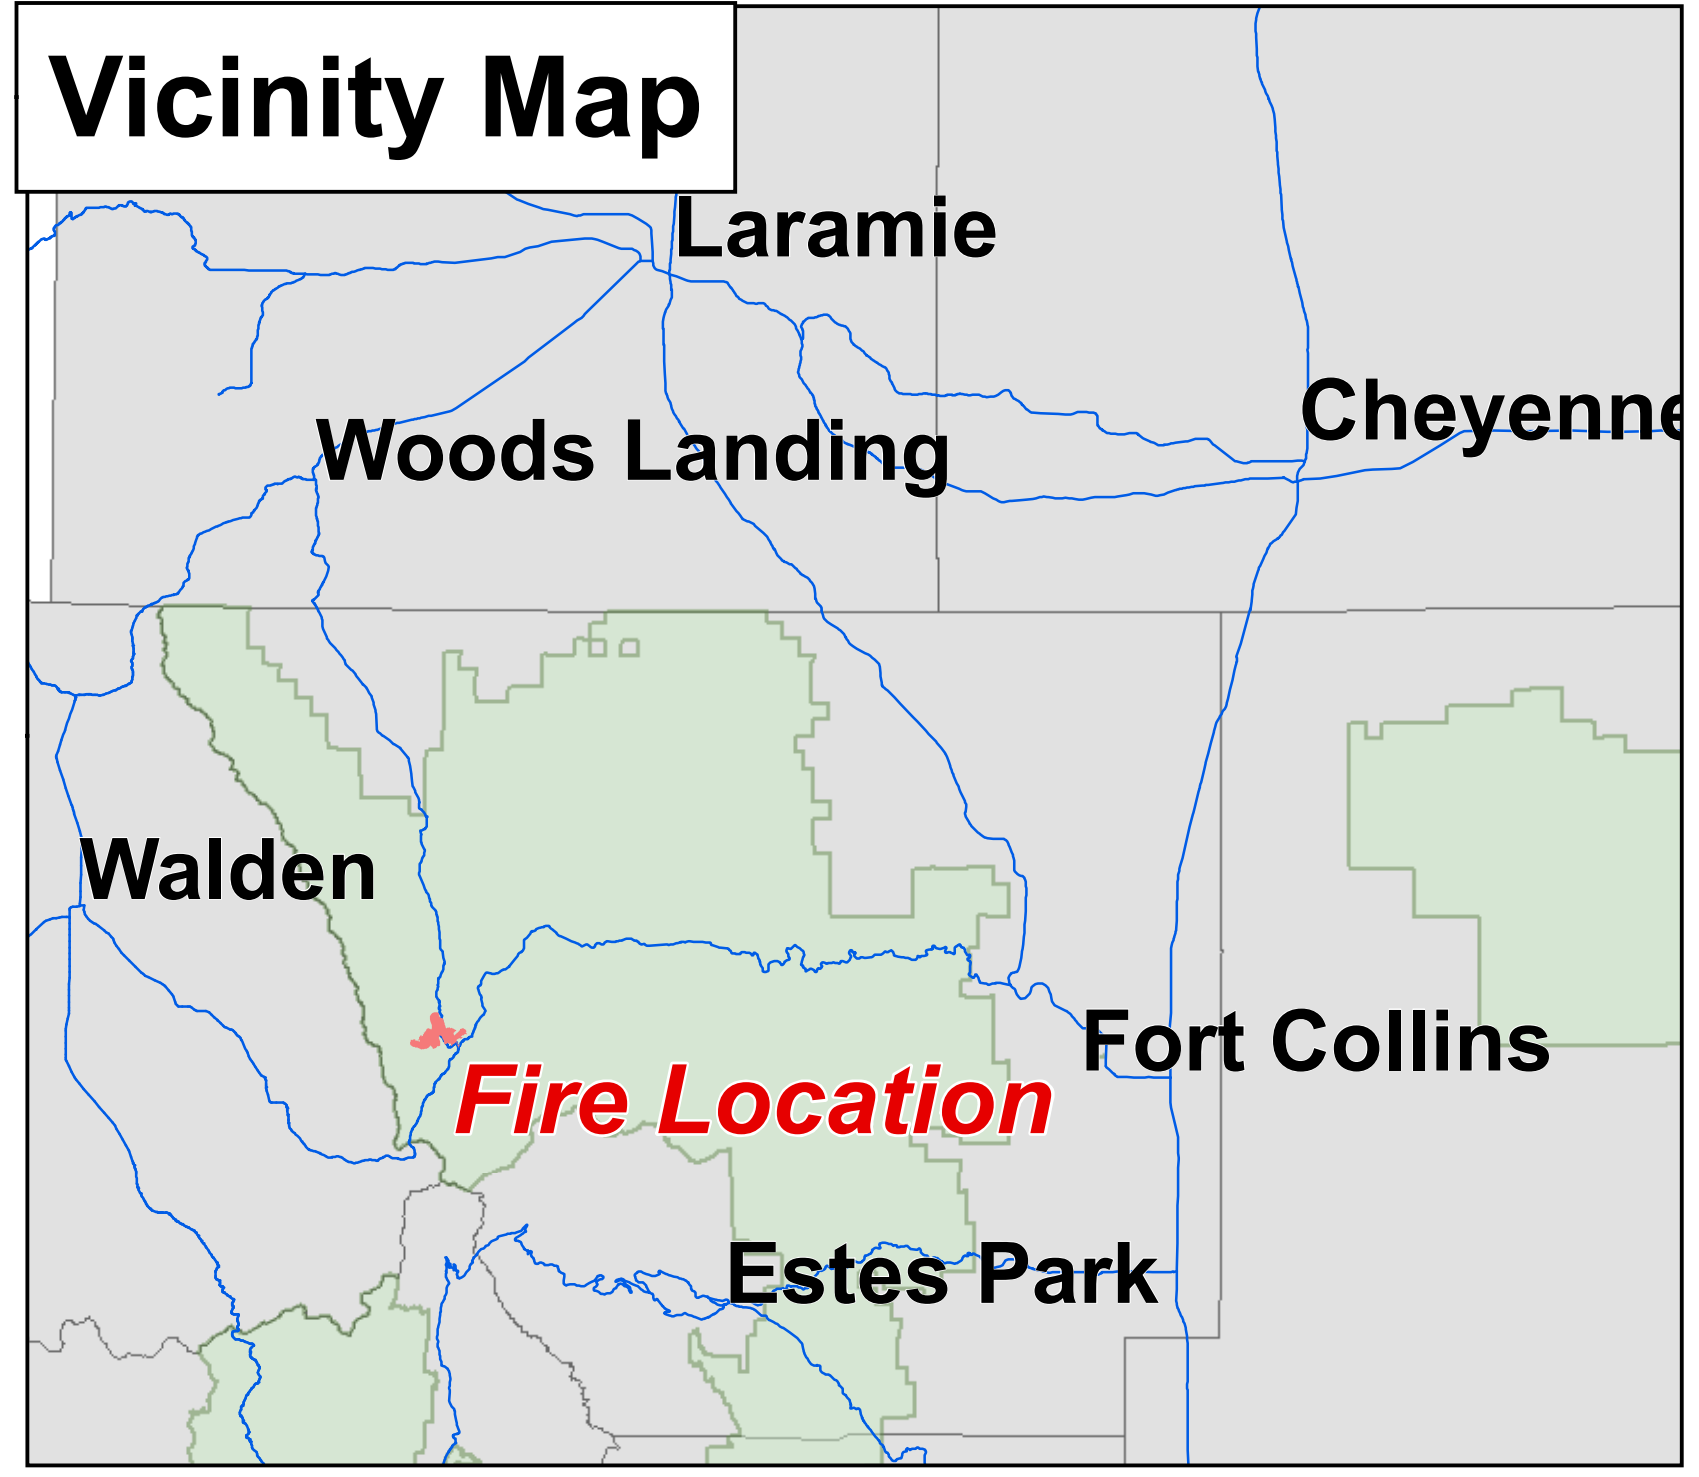 Vicinity Map
Laramie
Cheyenne
Woods Landing
Walden
Fort Collins
Fire Location
Estes Park